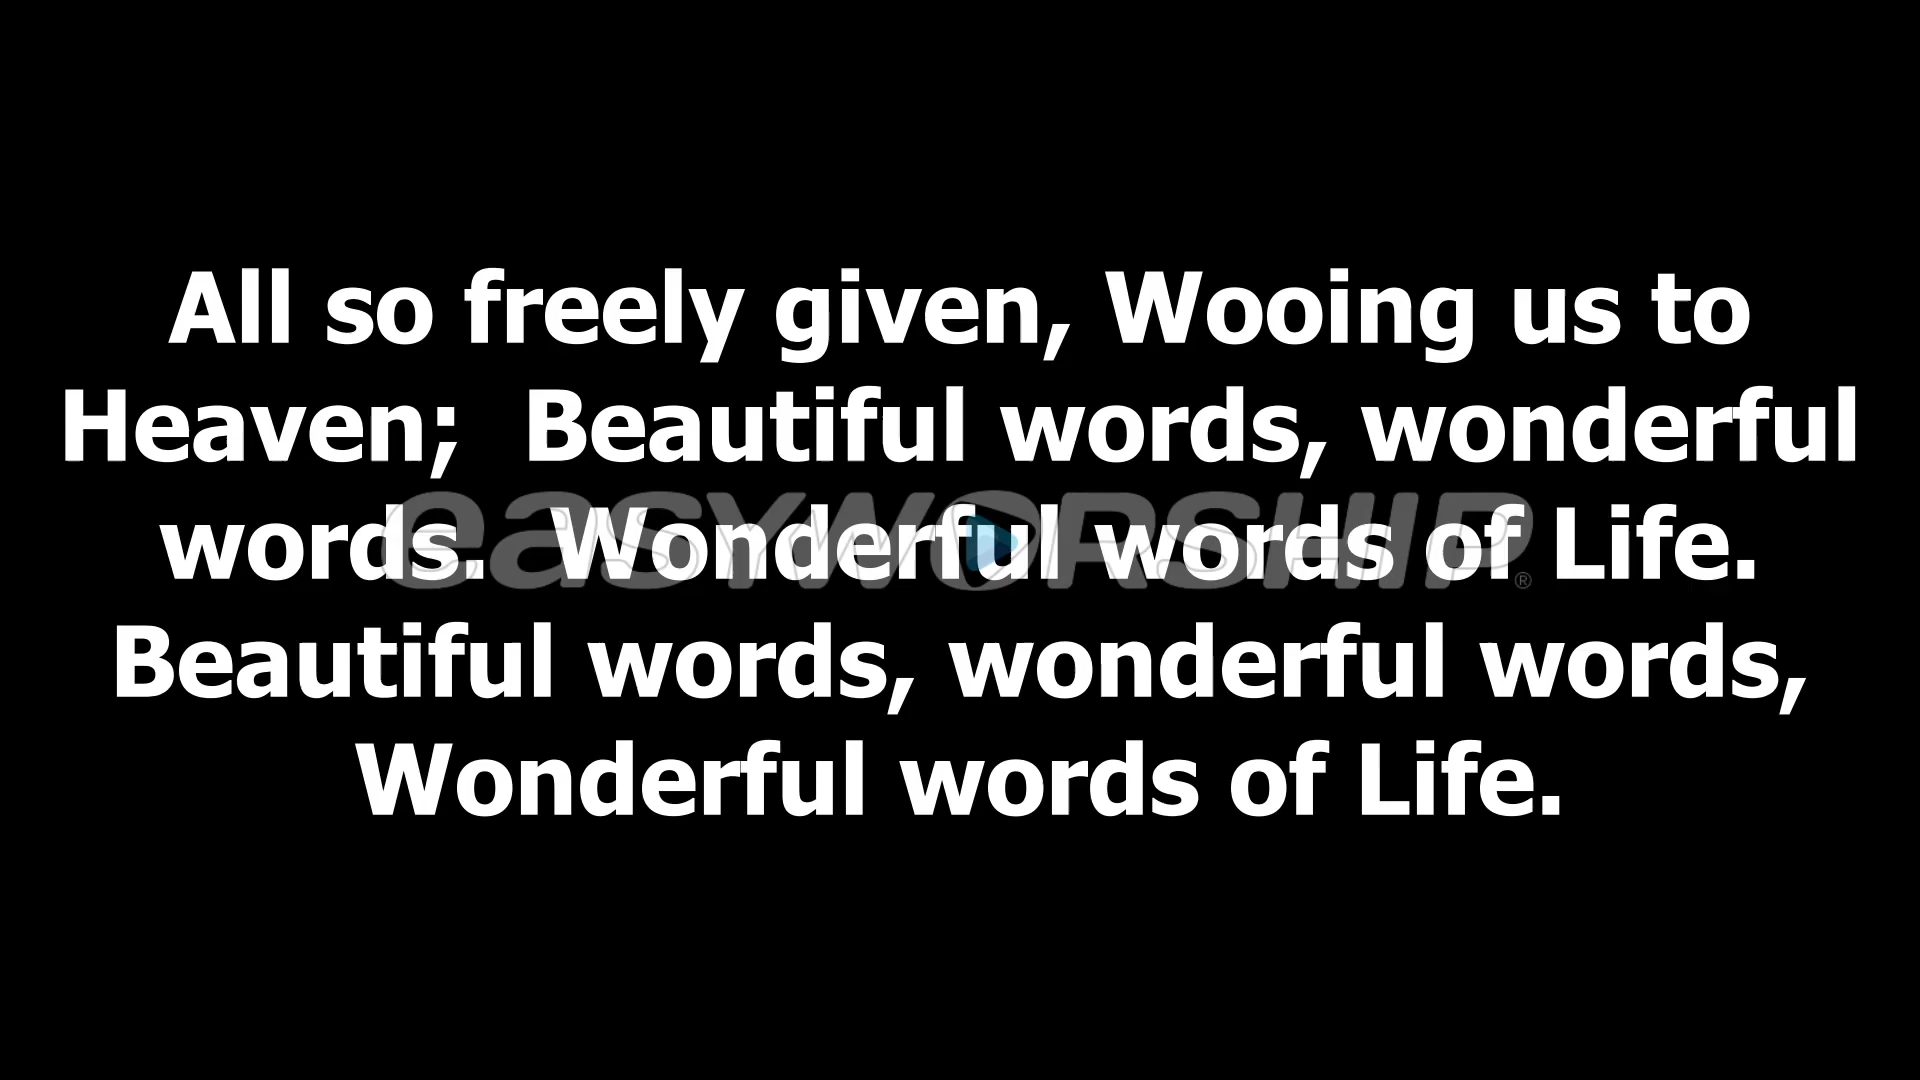 All so freely given, Wooing us to
Heaven;  Beautiful words, wonderful
words.  Wonderful words of Life.
EASYWORSHIP®
Beautiful words, wonderful words,
Wonderful words of Life.